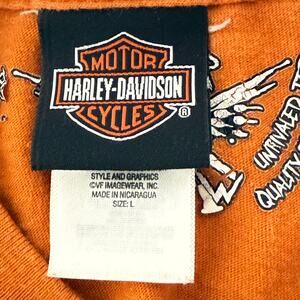 MOTOR
HARLEY-DAVIDSON
CYCLES
®
STYLE AND GRAPHICS
©VF IMAGEWEAR, INC.
MADE IN NICARAGUA
SIZE: L
UNRIVALED
QUALITY